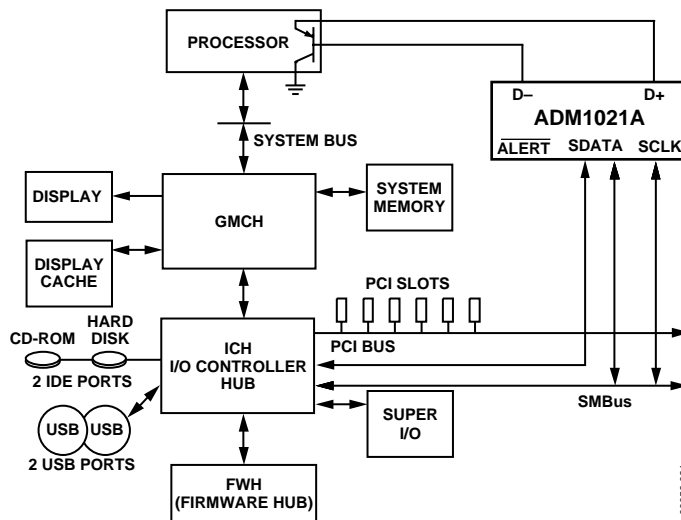 PROCESSOR
D– D+
ADM1021A
ALERT SDATA SCLK
SYSTEM BUS
DISPLAY
GMCH
SYSTEM
MEMORY
DISPLAY
CACHE
PCI SLOTS
CD-ROM
HARD
DISK
ICH
I/O CONTROLLER
HUB
PCI BUS
2 IDE PORTS
SMBus
USB USB
SUPER
I/O
2 USB PORTS
FWH
(FIRMWARE HUB)